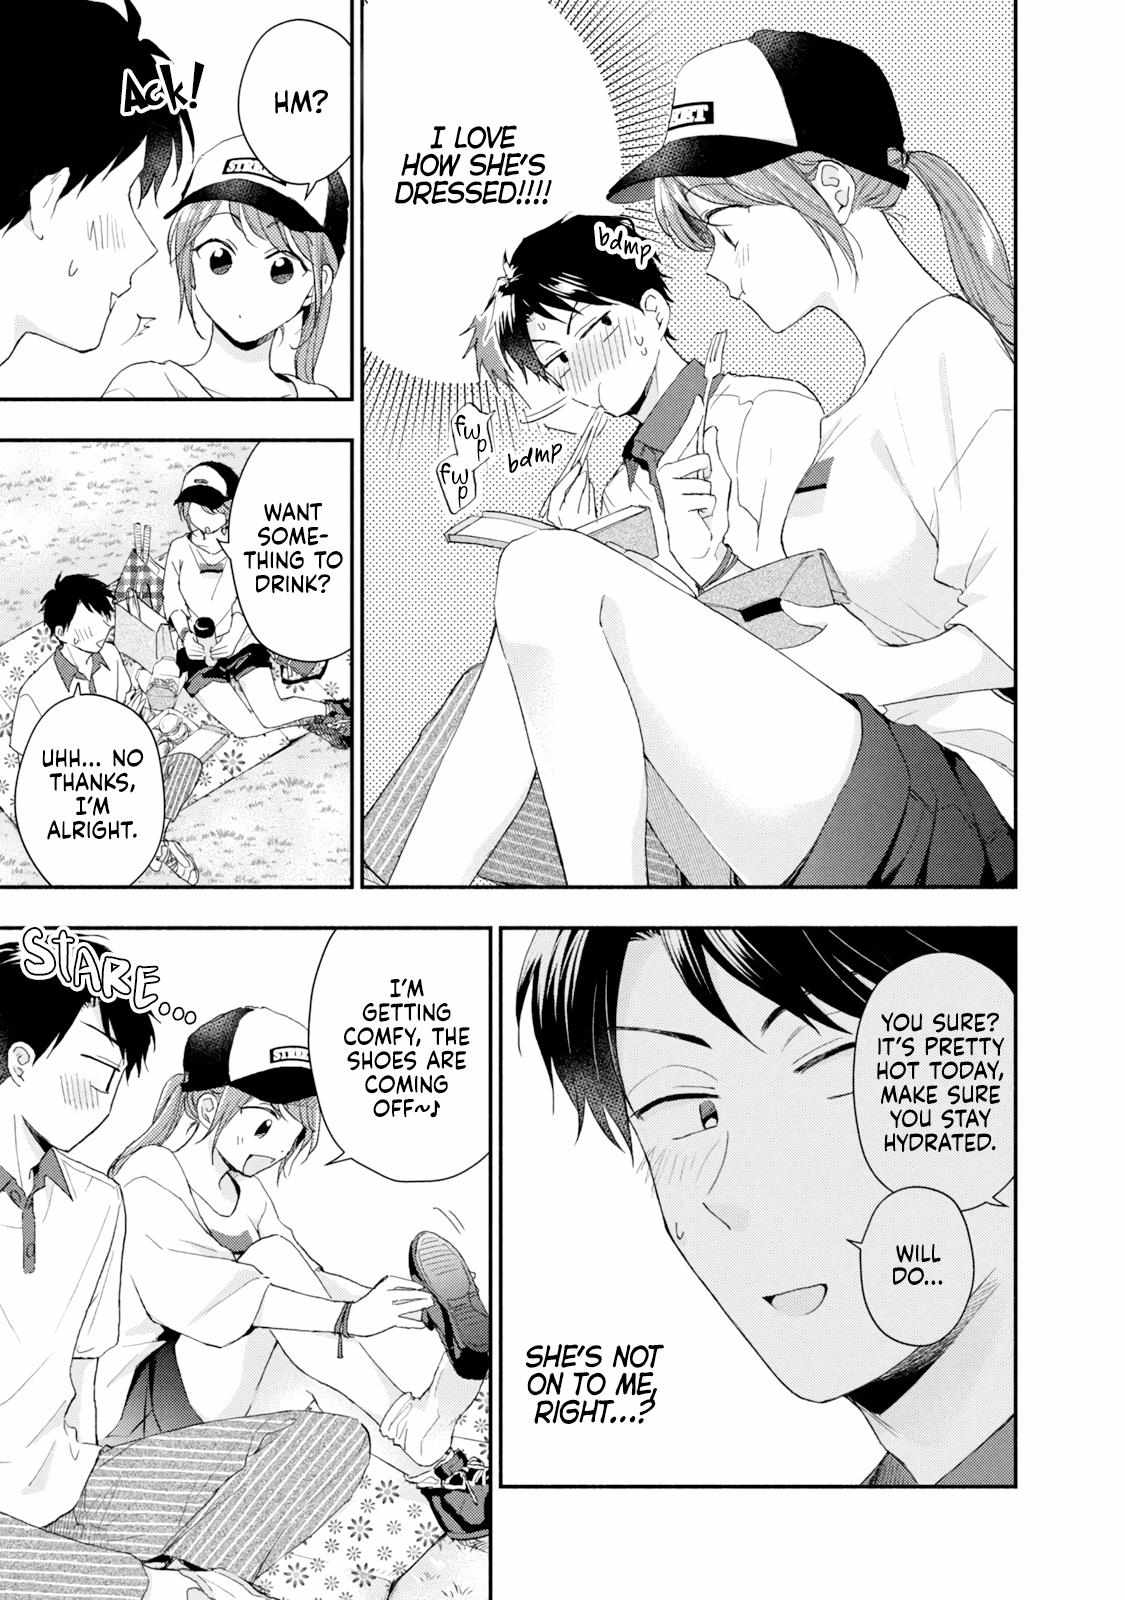 I LOVE
HOW SHE'S
DRESSED!!!!
bdmp
fwp
fwp
bdmp
HM?
Ack!
STREET
WANT
SOME-
THING TO
DRINK?
UHH... NO
THANKS,
I'M
ALRIGHT.
YOU SURE?
IT'S PRETTY
HOT TODAY,
MAKE SURE
YOU STAY
HYDRATED.
WILL
DO...
SHE'S NOT
ON TO ME,
RIGHT...?
I'M
GETTING
COMFY, THE
SHOES ARE
COMING
OFF~♪
STARE...